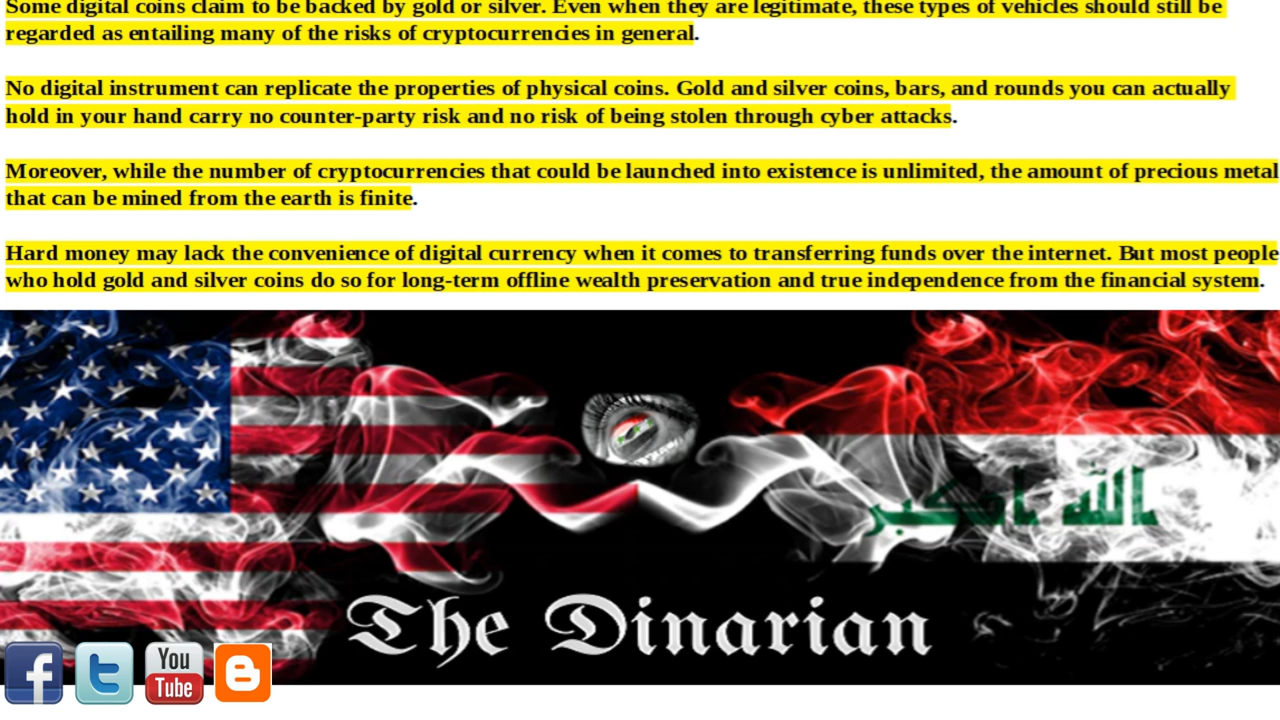 Some digital coins claim to be backed by gold or silver. Even when they are legitimate, these types of vehicles should still be
regarded as entailing many of the risks of cryptocurrencies in general.
No digital instrument can replicate the properties of physical coins. Gold and silver coins, bars, and rounds you can actually
hold in your hand carry no counter-party risk and no risk of being stolen through cyber attacks.
Moreover, while the number of cryptocurrencies that could be launched into existence is unlimited, the amount of precious metal
that can be mined from the earth is finite.
Hard money may lack the convenience of digital currency when it comes to transferring funds over the internet. But most people
who hold gold and silver coins do so for long-term offline wealth preservation and true independence from the financial system.
الله اكبر
The Dinarian
f t You Tube B